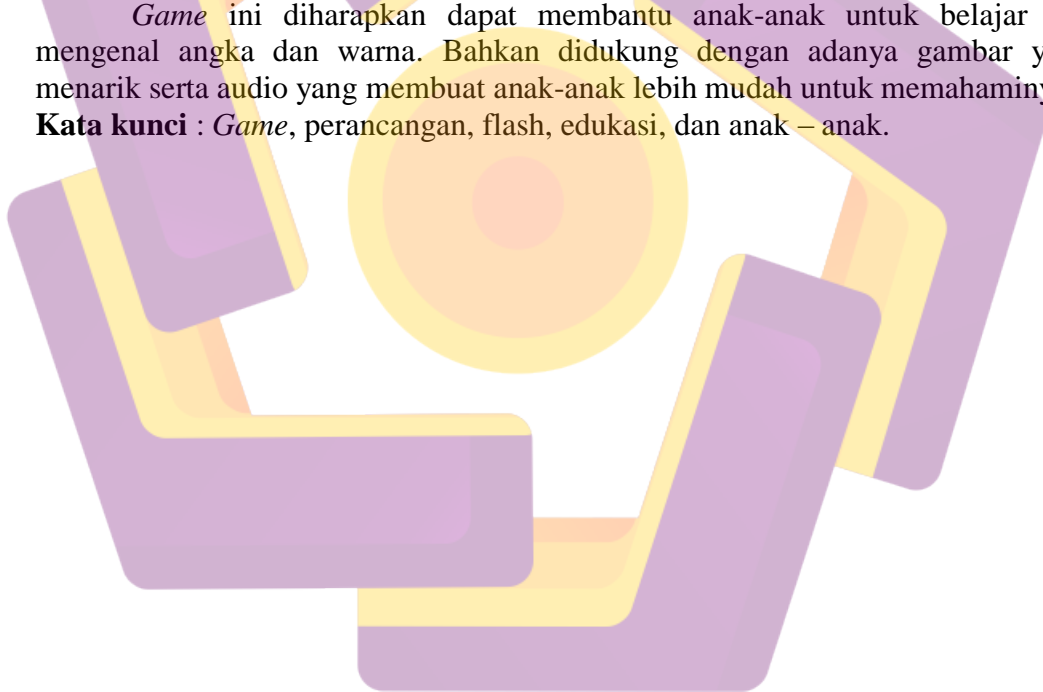 Game ini diharapkan dapat membantu anak-anak untuk belajar
mengenal angka dan warna. Bahkan didukung dengan adanya gambar y
menarik serta audio yang membuat anak-anak lebih mudah untuk memahaminy
Kata kunci : Game, perancangan, flash, edukasi, dan anak – anak.